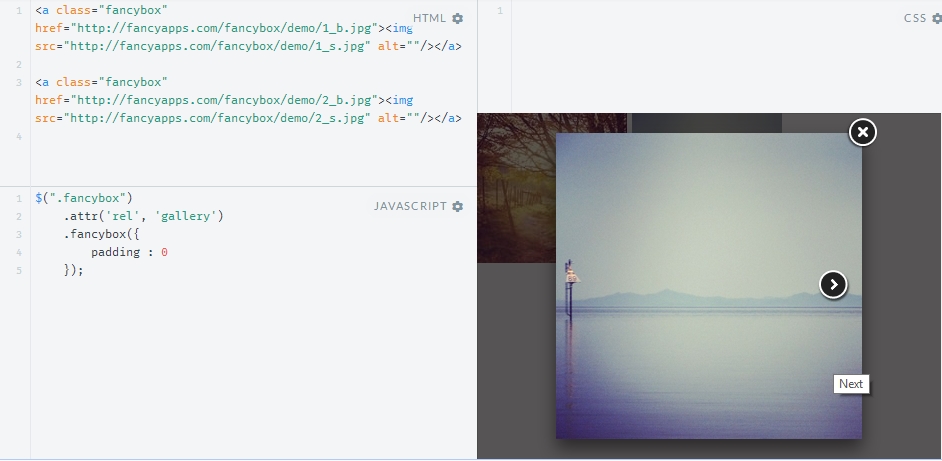 HTML
1 <a class="fancybox"
href="http://fancyapps.com/fancybox/demo/1_b.jpg"><img
src="http://fancyapps.com/fancybox/demo/1_s.jpg" alt=""/></a>
2
3 <a class="fancybox"
href="http://fancyapps.com/fancybox/demo/2_b.jpg"><img
src="http://fancyapps.com/fancybox/demo/2_s.jpg" alt=""/></a>
4
1
CSS
JAVASCRIPT
1 $(".fancybox")
2 .attr('rel', 'gallery')
3 .fancybox({
4 padding : 0
5 });
Next